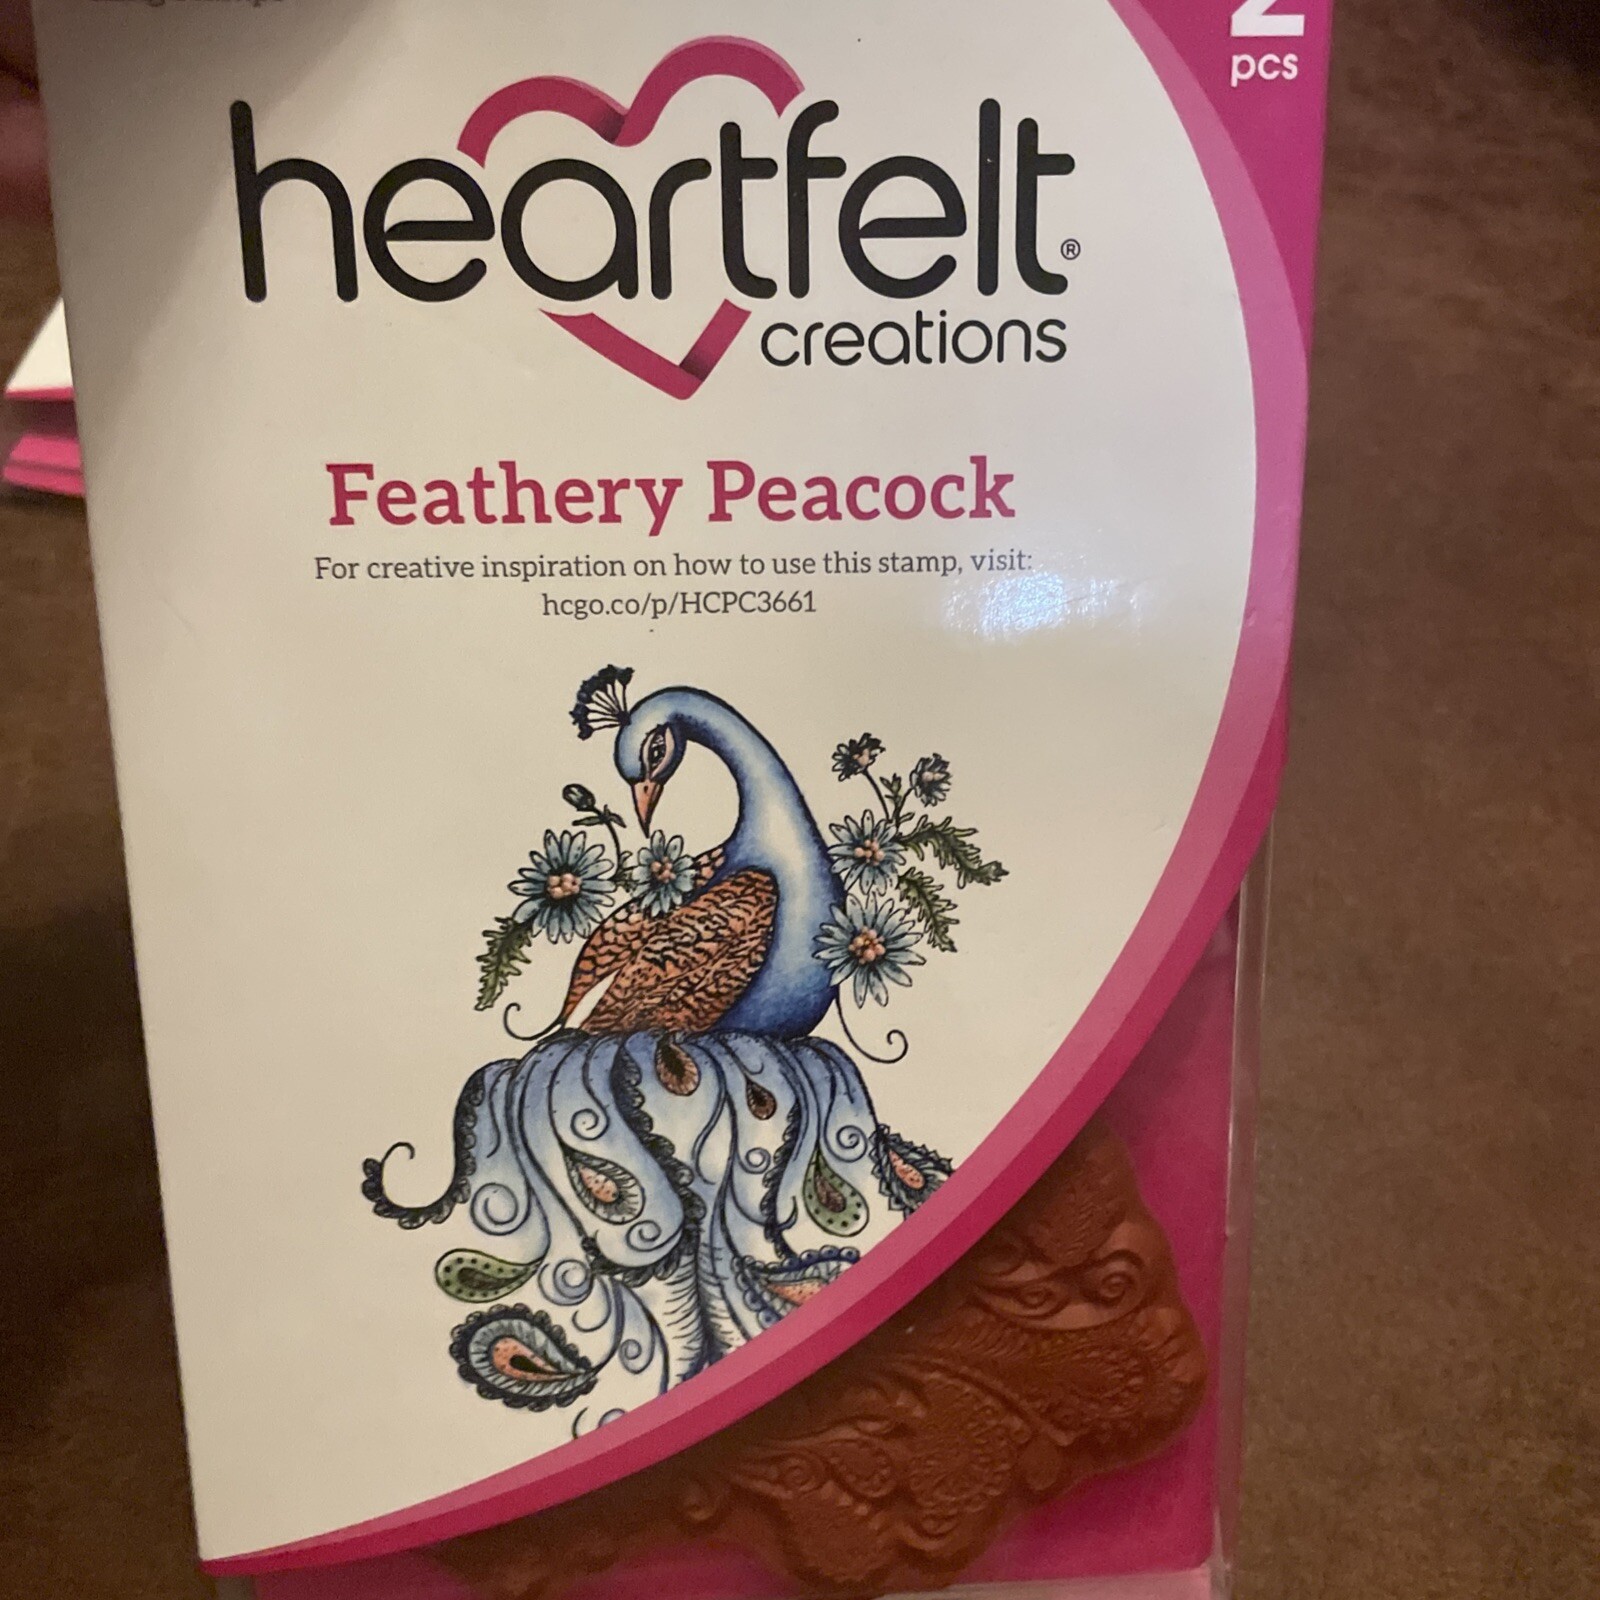 2
pcs
heartfelt®
creations
Feathery Peacock
For creative inspiration on how to use this stamp, visit:
hcgo.co/p/HCPC3661